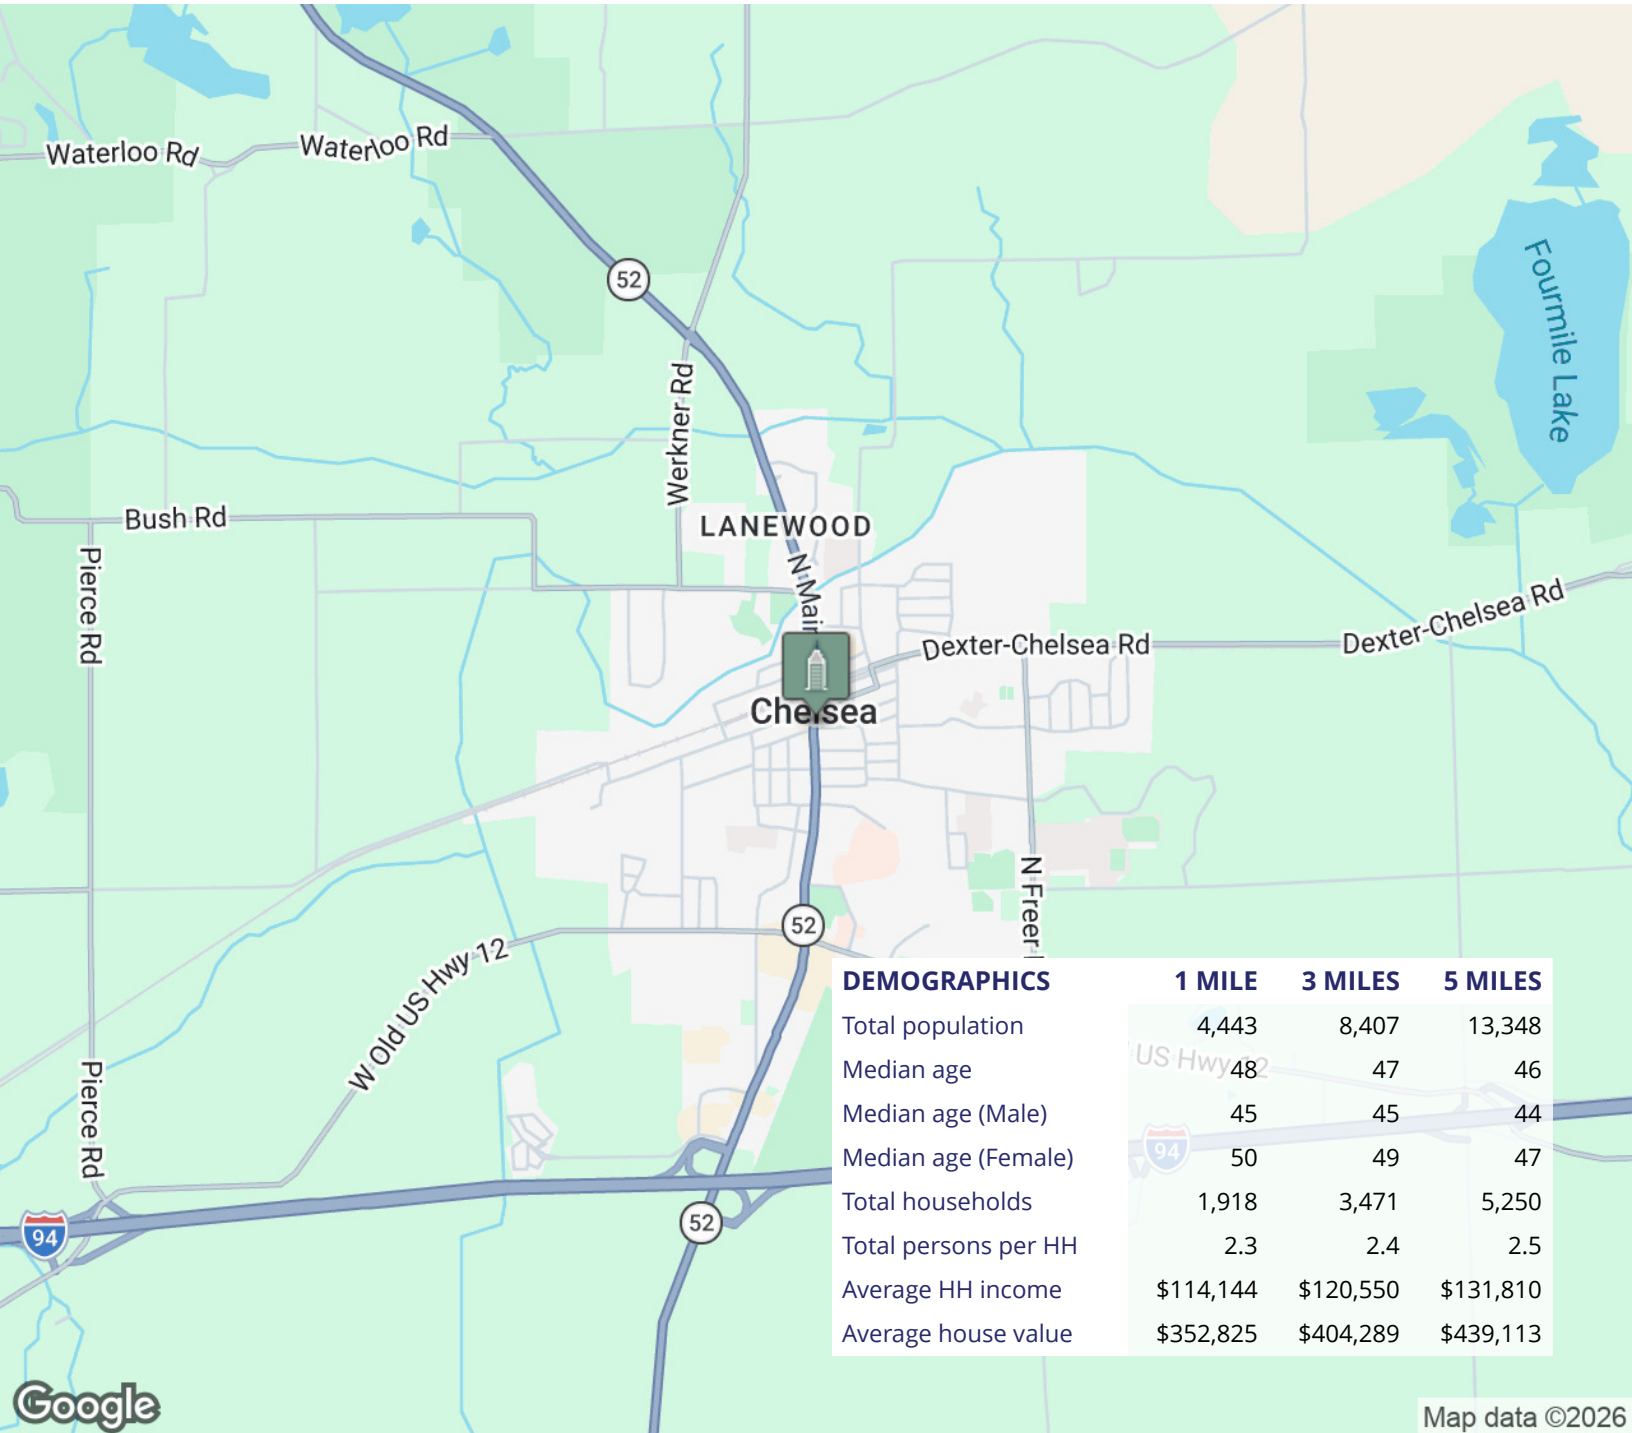 Waterloo Rd
Waterloo Rd
52
Fourmile Lake
Werkner Rd
Bush Rd
LANEWOOD
N Main
Pierce Rd
Dexter-Chelsea Rd
Dexter-Chelsea Rd
Chelsea
N Freer
52
W Old US Hwy 12
DEMOGRAPHICS 1 MILE 3 MILES 5 MILES
Total population 4,443 8,407 13,348
US Hwy 12
Median age 48 47 46
Median age (Male) 45 45 44
94
Median age (Female) 50 49 47
Pierce Rd
Total households 1,918 3,471 5,250
52
94
Total persons per HH 2.3 2.4 2.5
Average HH income $114,144 $120,550 $131,810
Average house value $352,825 $404,289 $439,113
Google
Map data ©2026